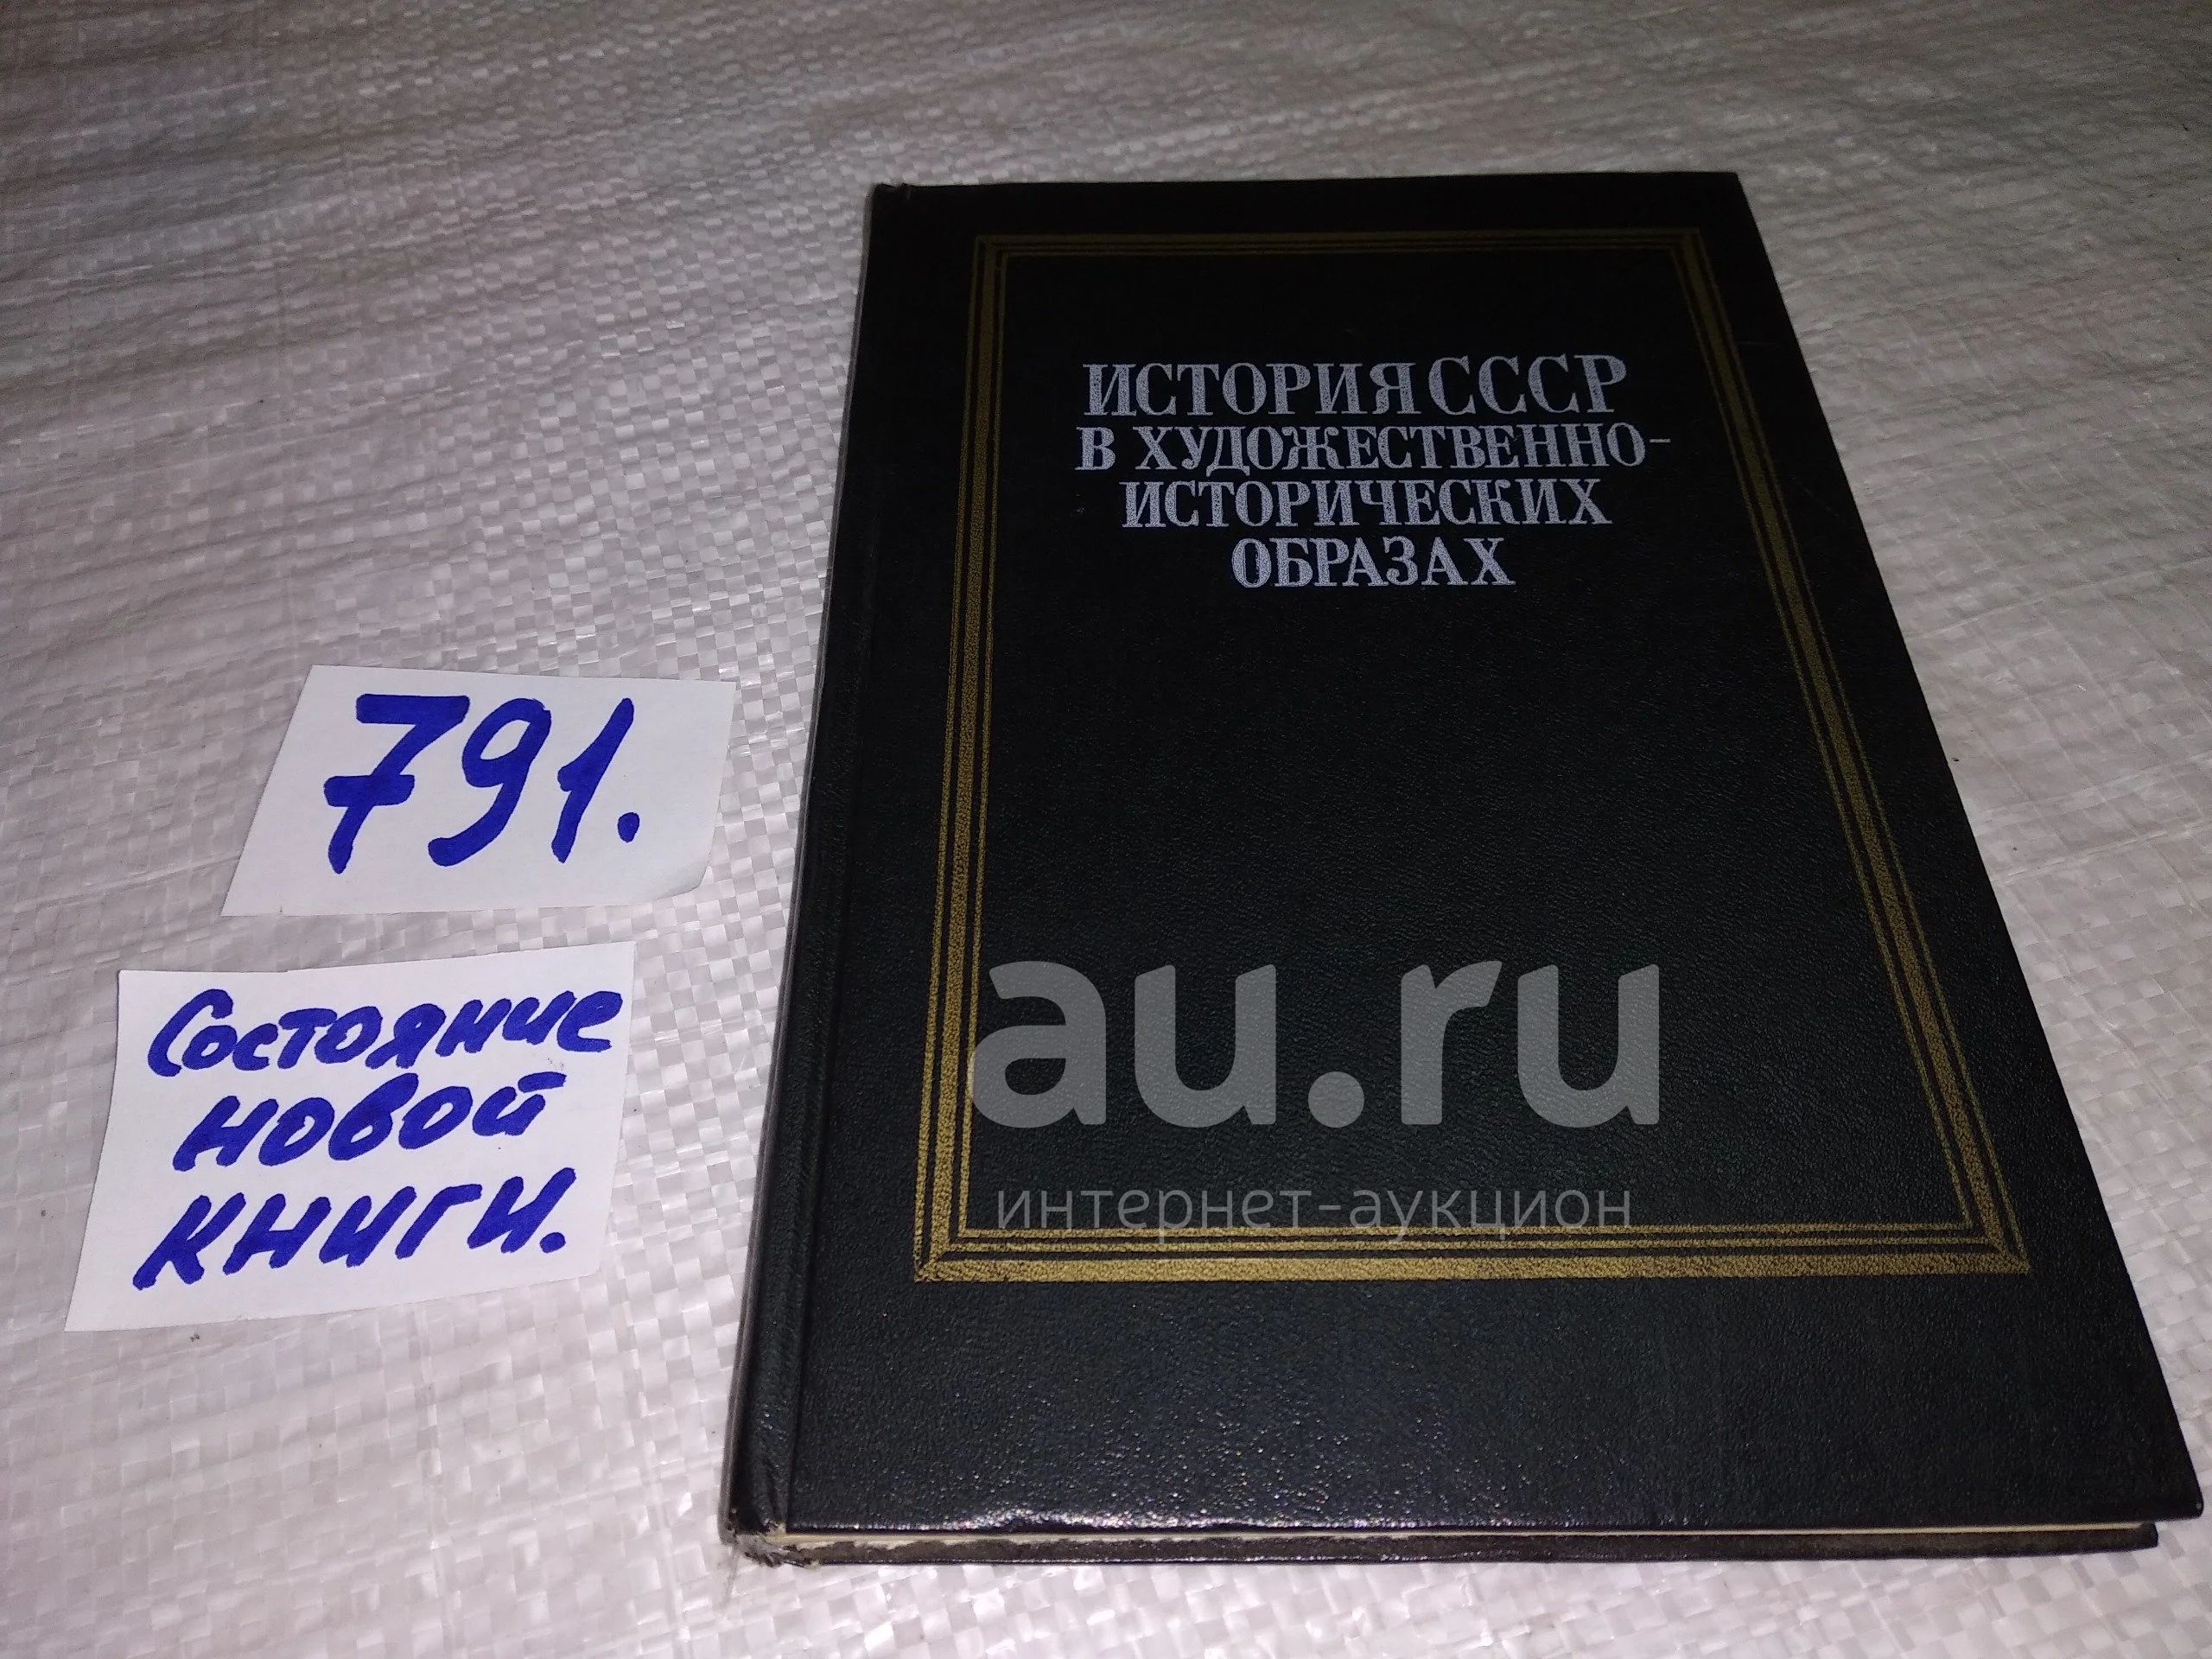 ИСТОРИЯ СССР
В ХУДОЖЕСТВЕННО-
ИСТОРИЧЕСКИХ
ОБРАЗАХ
791.
Состояние
новой
книги.
au.ru
интернет-аукцион